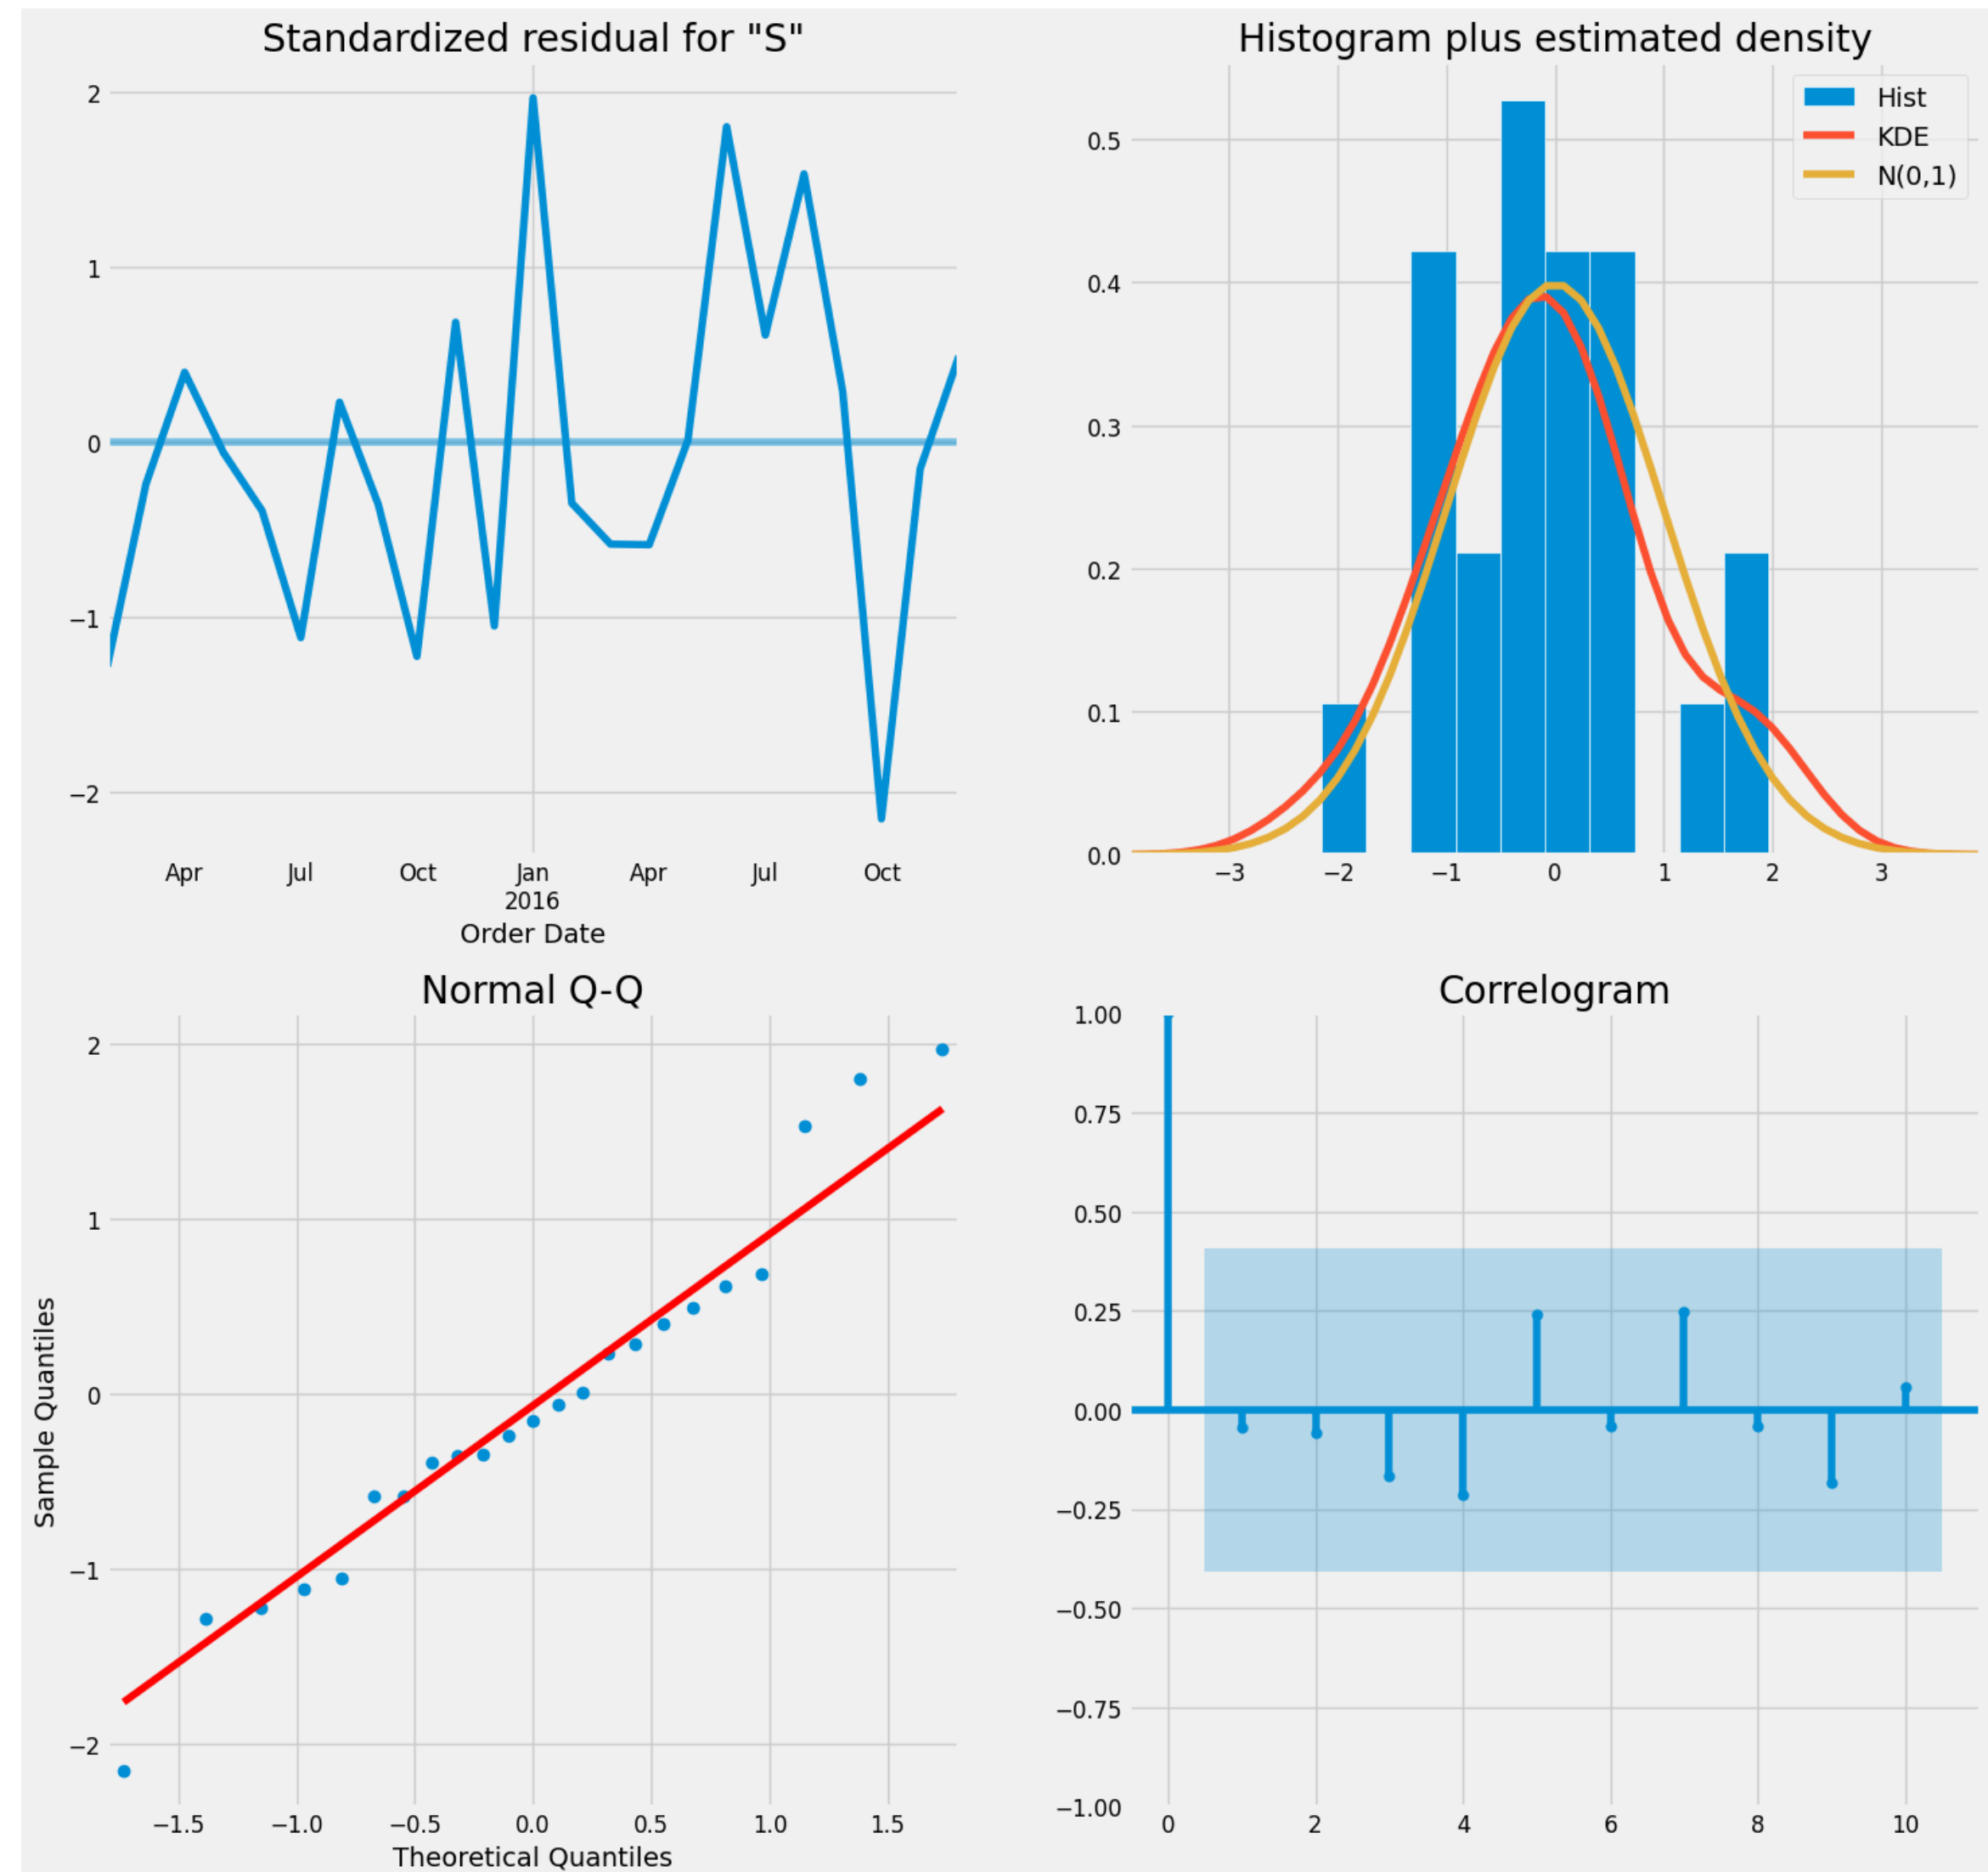 Standardized residual for "S"
2
1
0
−1
−2
Apr Jul Oct Jan Apr Jul Oct
2016
Order Date
Histogram plus estimated density
Hist
KDE
N(0,1)
0.5
0.4
0.3
0.2
0.1
0.0
−3 −2 −1 0 1 2 3
Normal Q-Q
Sample Quantiles
2
1
0
−1
−2
−1.5 −1.0 −0.5 0.0 0.5 1.0 1.5
Theoretical Quantiles
Correlogram
1.00
0.75
0.50
0.25
0.00
−0.25
−0.50
−0.75
−1.00
0 2 4 6 8 10